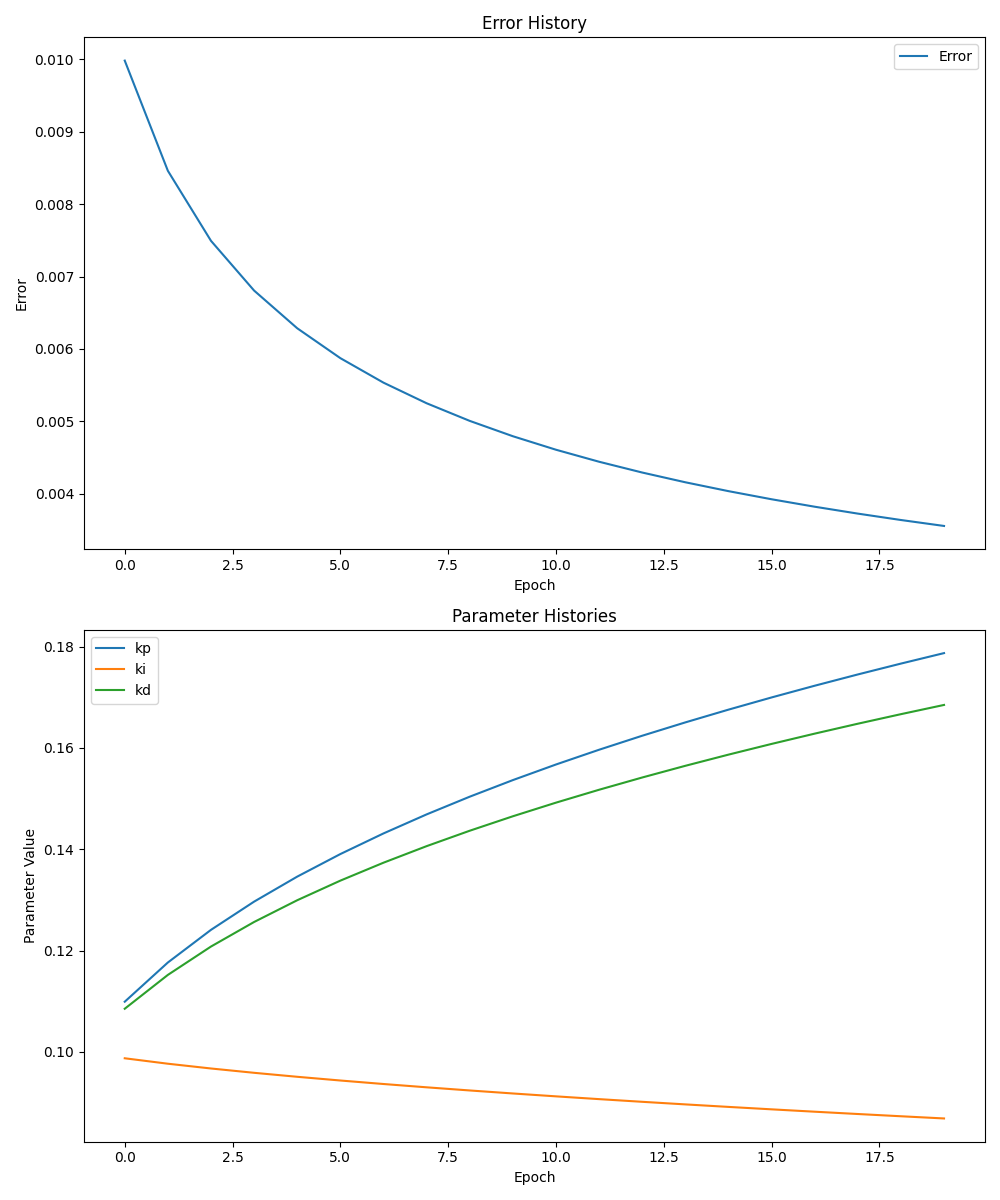 Error History
Error
0.010
0.009
0.008
0.007
0.006
0.005
0.004
Error
0.0 2.5 5.0 7.5 10.0 12.5 15.0 17.5
Epoch
Parameter Histories
kp
ki
kd
0.18
0.16
0.14
0.12
0.10
Parameter Value
0.0 2.5 5.0 7.5 10.0 12.5 15.0 17.5
Epoch